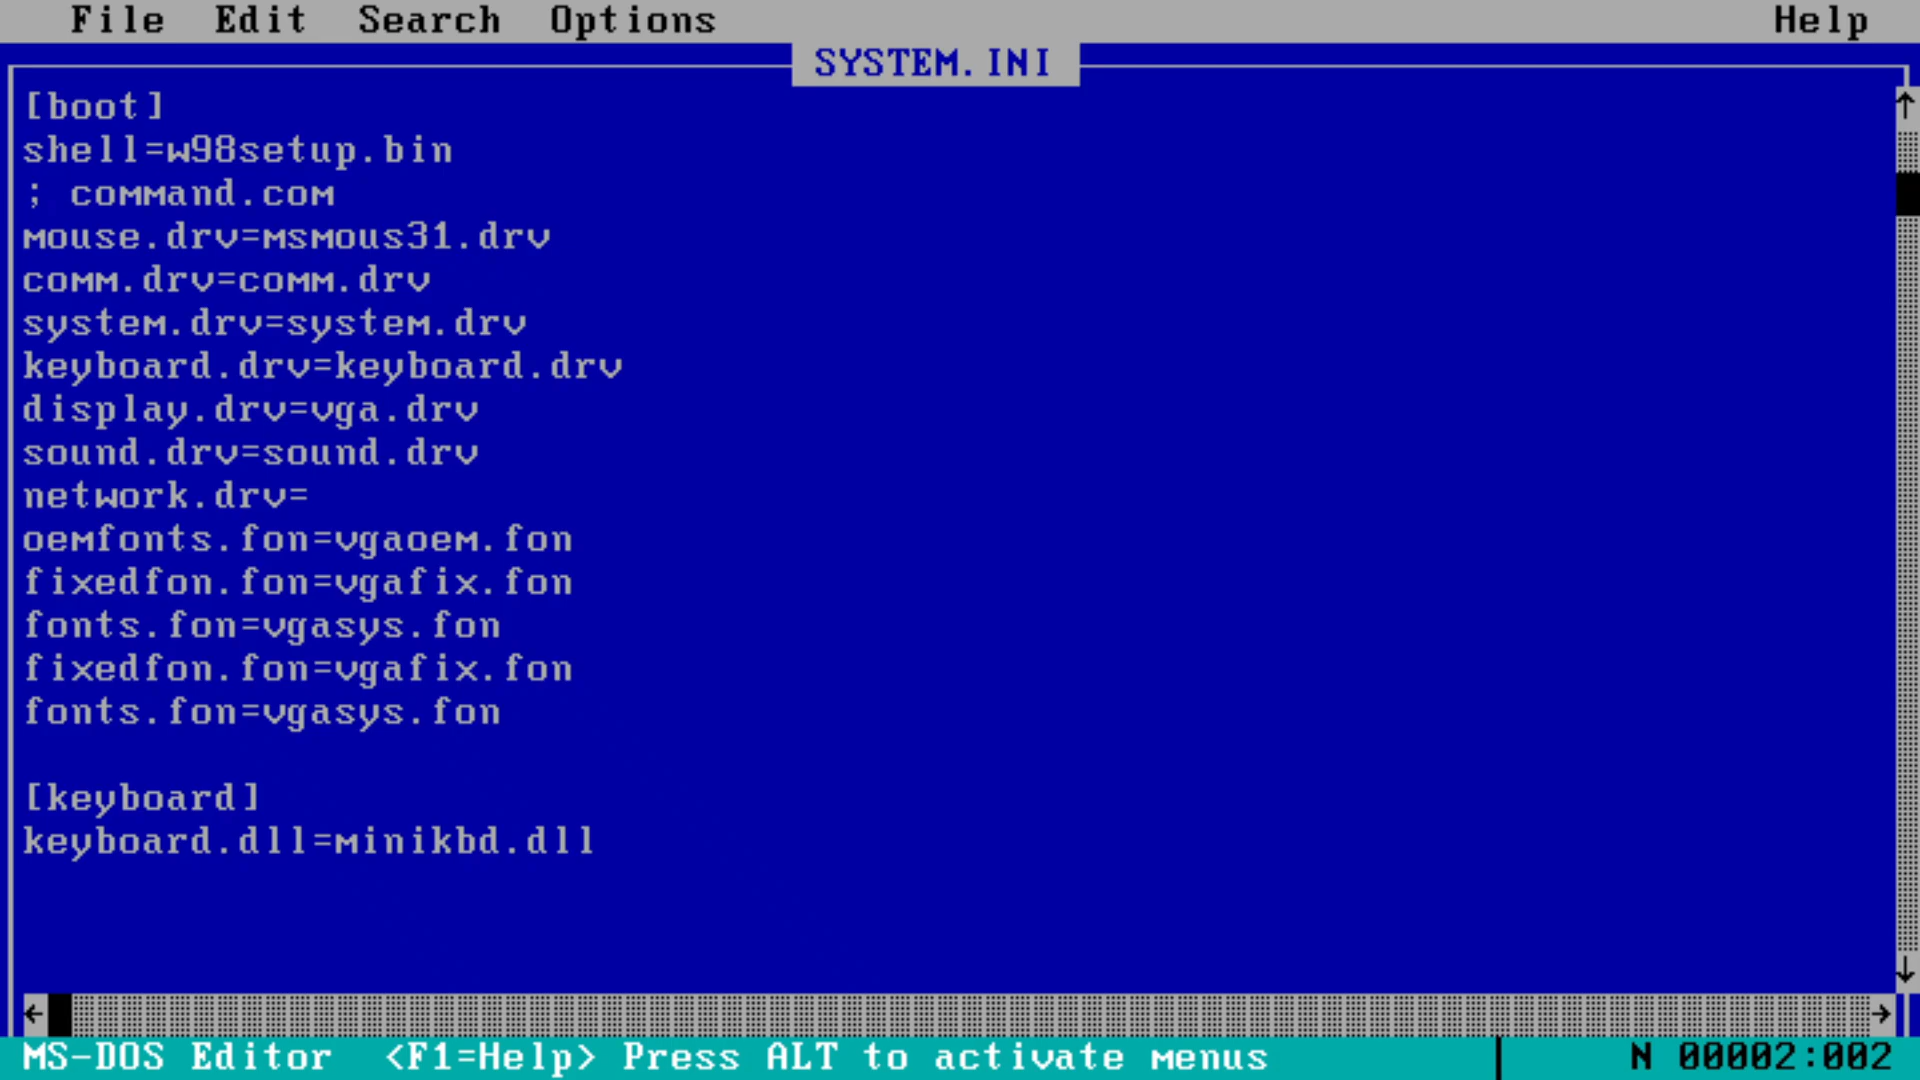 File Edit Search Options Help
SYSTEM.INI
[boot]
shell=w98setup.bin
; command.com
mouse.drv=msmous31.drv
comm.drv=comm.drv
system.drv=system.drv
keyboard.drv=keyboard.drv
display.drv=vga.drv
sound.drv=sound.drv
network.drv=
oemfonts.fon=vgaoem.fon
fixedfon.fon=vgafix.fon
fonts.fon=vgasys.fon
fixedfon.fon=vgafix.fon
fonts.fon=vgasys.fon
[keyboard]
keyboard.dll=minikbd.dll
MS-DOS Editor <F1=Help> Press ALT to activate menus N 00002:002